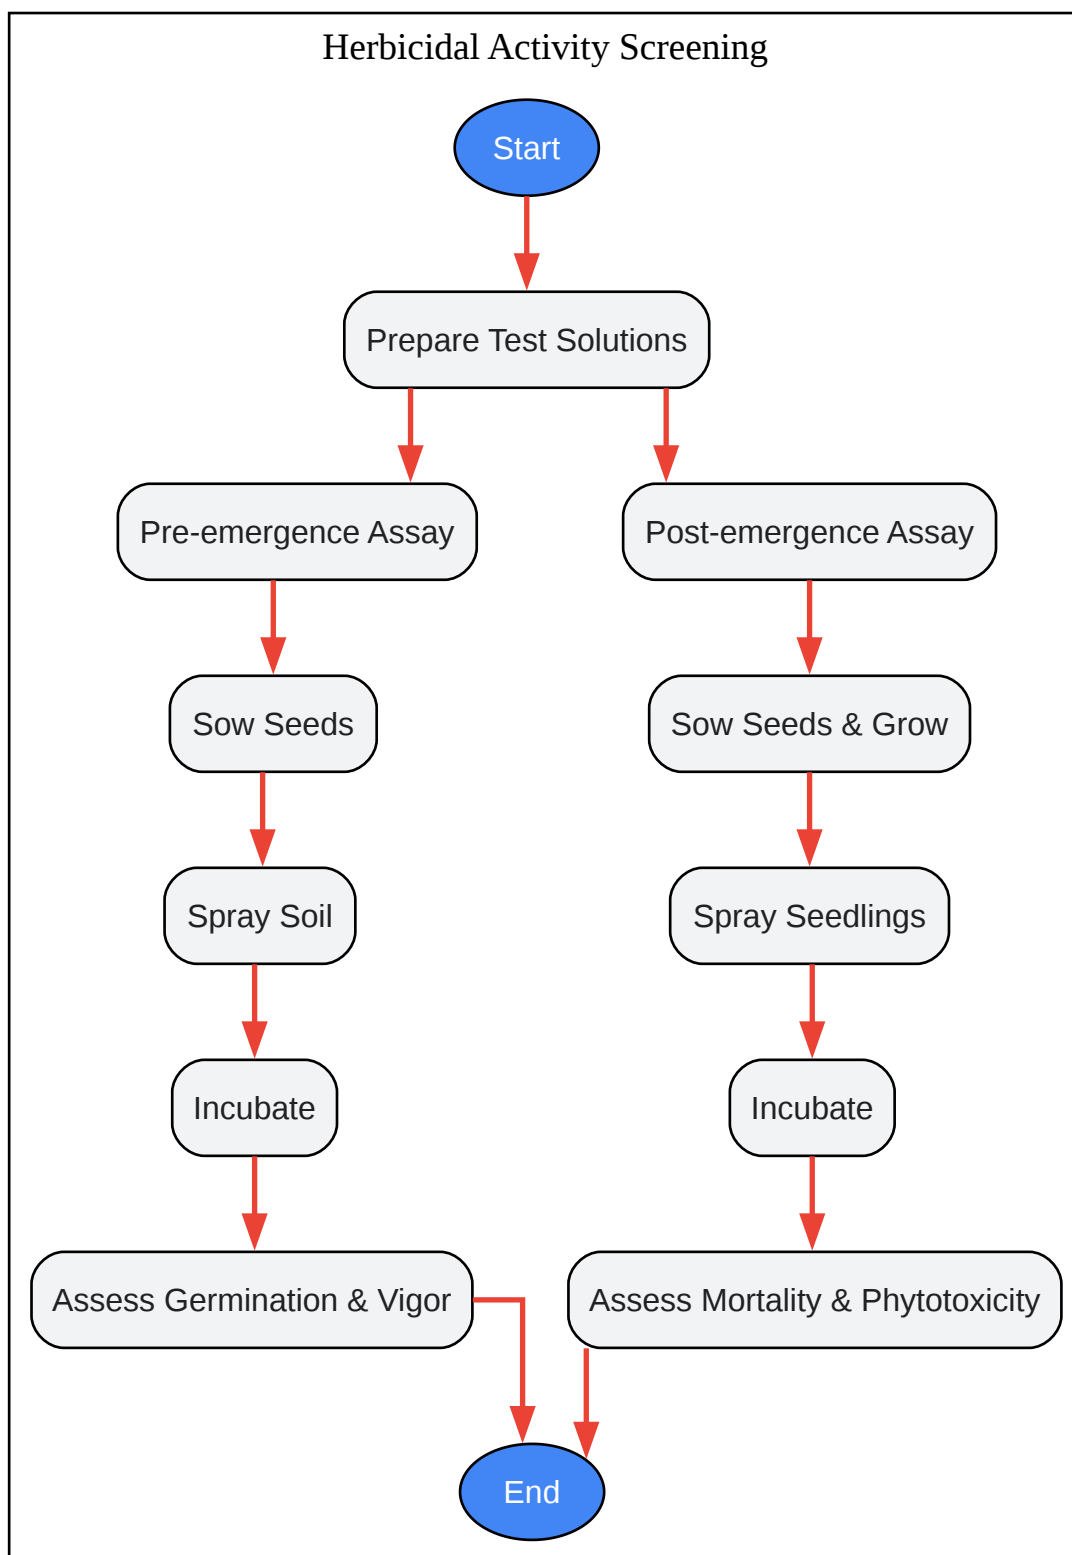 Herbicidal Activity Screening
Start
Prepare Test Solutions
Pre-emergence Assay
Post-emergence Assay
Sow Seeds
Sow Seeds & Grow
Spray Soil
Spray Seedlings
Incubate
Incubate
Assess Germination & Vigor
Assess Mortality & Phytotoxicity
End